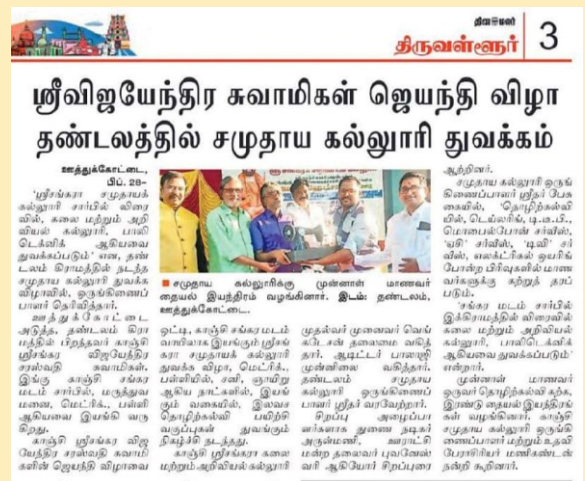 தினமலர்
திருவள்ளூர்
3
ஸ்ரீவிஜயேந்திர சுவாமிகள் ஜெயந்தி விழா
தண்டலத்தில் சமுதாய கல்லூரி துவக்கம்
ஊத்துக்கோட்டை,
பிப். 28–
'ஸ்ரீசங்கரா சமுதாயக்
கல்லூரி சார்பில் விரை
வில், கலை மற்றும் அறி
வியல் கல்லூரி, பாலி
டெக்னிக் ஆகியவை
துவக்கப்படும்' என, தண்
டலம் கிராமத்தில் நடந்த
சமுதாய கல்லூரி துவக்க
விழாவில், ஒருங்கிணைப்
பாளர் தெரிவித்தார்.
ஊத்துக்கோட்டை
அடுத்த, தண்டலம் கிரா
மத்தில் பிறந்தவர் காஞ்சி
ஸ்ரீசங்கர விஜயேந்திர
சரஸ்வதி சுவாமிகள்.
இங்கு காஞ்சி சங்கர
மடம் சார்பில், மருத்துவ
மனை, மெட்ரிக்., பள்ளி
ஆகியவை இயங்கி வரு
கிறது.
காஞ்சி ஸ்ரீசங்கர விஜ
யேந்திர சரஸ்வதி சுவாமி
களின் ஜெயந்தி விழாவை
சமுதாய கல்லூரிக்கு முன்னாள் மாணவர்
தையல் இயந்திரம் வழங்கினார். இடம்: தண்டலம்,
ஊத்துக்கோட்டை.
ஒட்டி, காஞ்சி சங்கர மடம்
வாயிலாக இயங்கும் ஸ்ரீசங்
கரா சமுதாயக் கல்லூரி
துவக்க விழா, மெட்ரிக்.,
பள்ளியில், சனி, ஞாயிறு
ஆகிய நாட்களில், இயங்
கும் வகையில், இலவச
தொழிற்கல்வி பயிற்சி
வகுப்புகள் துவங்கும்
நிகழ்ச்சி நடந்தது.
காஞ்சி சங்கரா கலை
மற்றும் அறிவியல் கல்லூரி
முதல்வர் முனைவர் வெங்
கடேசன் தலைமை வகித்
தார். ஆடிட்டர் பாலாஜி
முன்னிலை வகித்தார்.
தண்டலம் சமுதாய
கல்லூரி ஒருங்கிணைப்
பாளர் ஸ்ரீதர் வரவேற்றார்.
சிறப்பு அழைப்பா
ளர்களாக துணை நடிகர்
அருள்மணி, ஊராட்சி
மன்ற தலைவர் புவனேஸ்
வரி ஆகியோர் சிறப்புரை
ஆற்றினர்.
சமுதாய கல்லூரி ஒருங்
கிணைப்பாளர் ஸ்ரீதர் பேசு
கையில், 'தொழிற்கல்வி
யில், டெய்லரிங், டி.டி.பி.,
மொபைல்போன் சர்வீஸ்,
'ஏசி' சர்வீஸ், 'டிவி' சர்
வீஸ், எலக்ட்ரிகல் ஒயரிங்
போன்ற பிரிவுகளில் மாண
வர்களுக்கு கற்றுத் தரப்
படும்.
'சங்கர மடம் சார்பில்
இக்கிராமத்தில் விரைவில்
கலை மற்றும் அறிவியல்
கல்லூரி, பாலிடெக்னிக்
ஆகியவை துவக்கப்படும்'
என்றார்.
முன்னாள் மாணவர்
ஒருவர் தொழிற்கல்வி கற்க,
இரண்டு தையல் இயந்திரங்
கள் வழங்கினார். காஞ்சி
சமுதாய கல்லூரி ஒருங்கி
ணைப்பாளர் மற்றும் உதவி
பேராசிரியர் மணிகண்டன்
நன்றி கூறினார்.